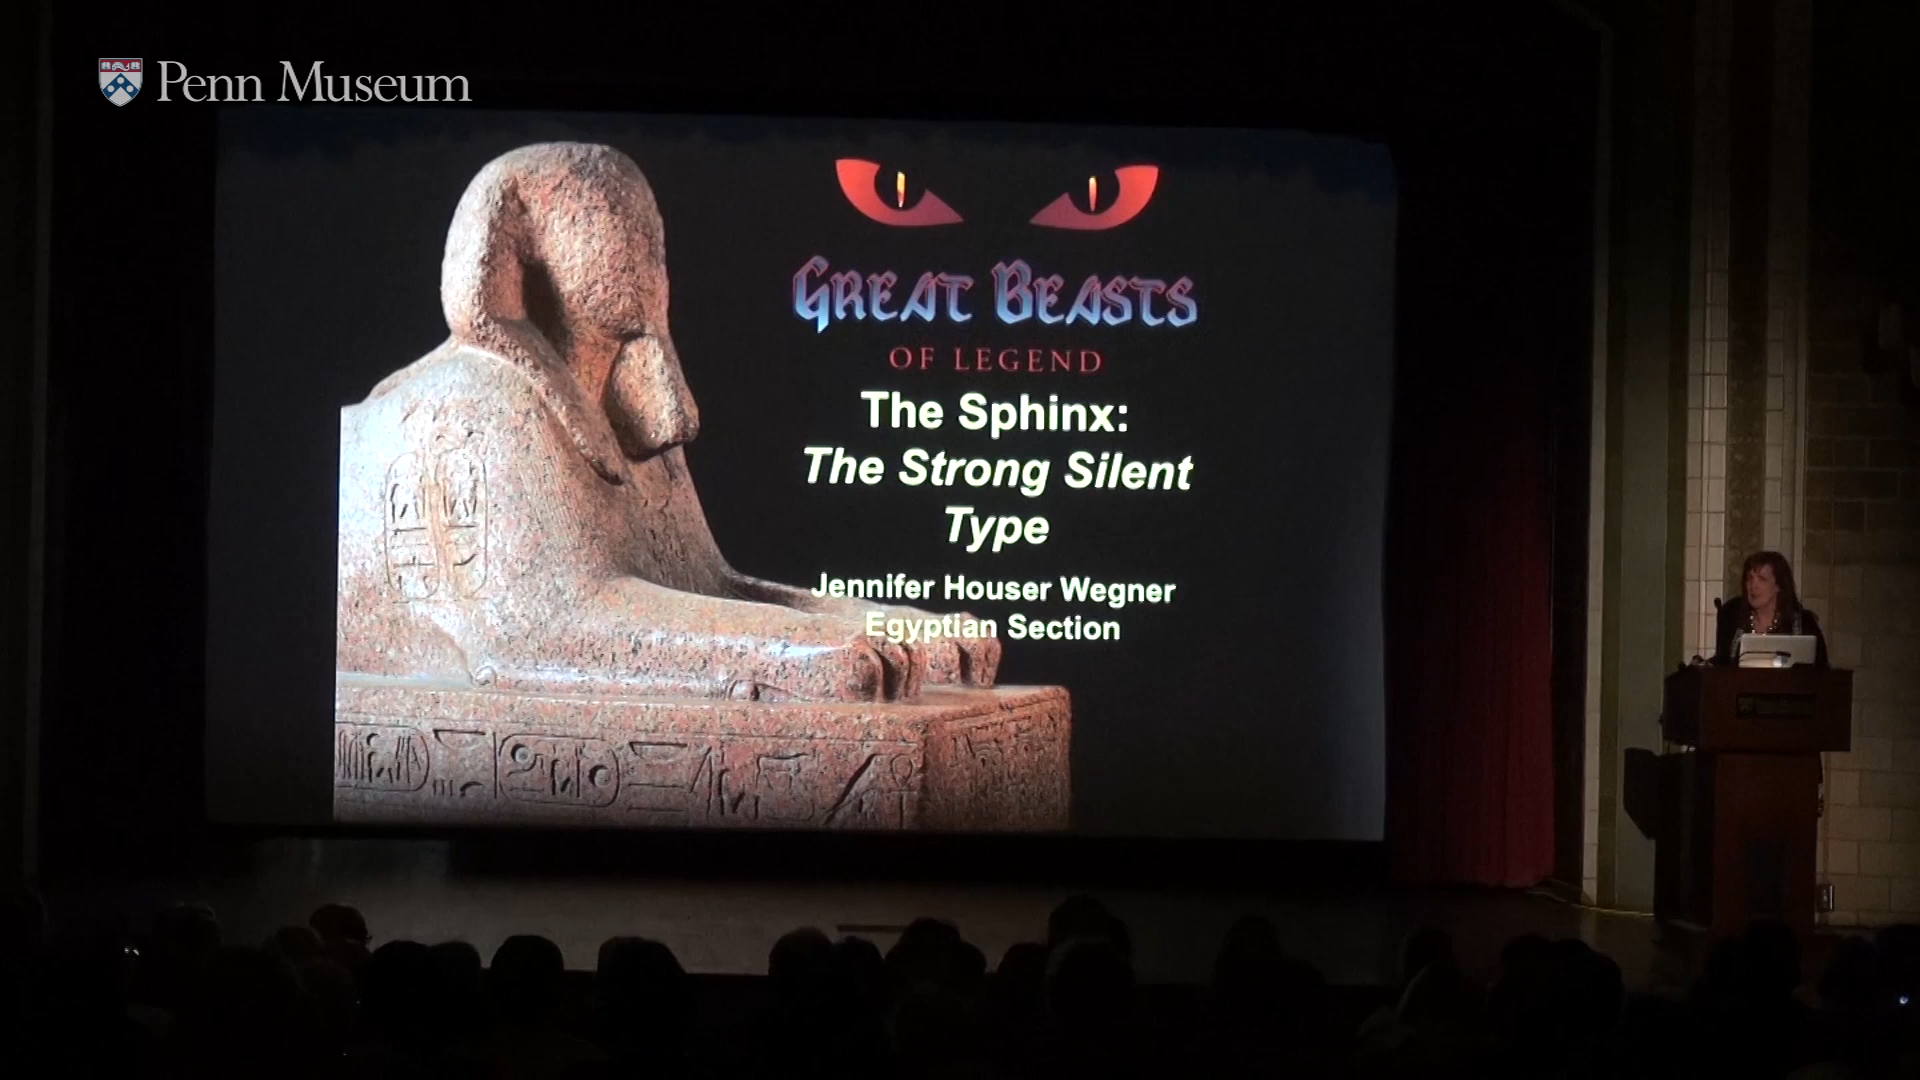 Penn Museum
GREAT BEASTS
OF LEGEND
The Sphinx:
The Strong Silent
Type
Jennifer Houser Wegner
Egyptian Section